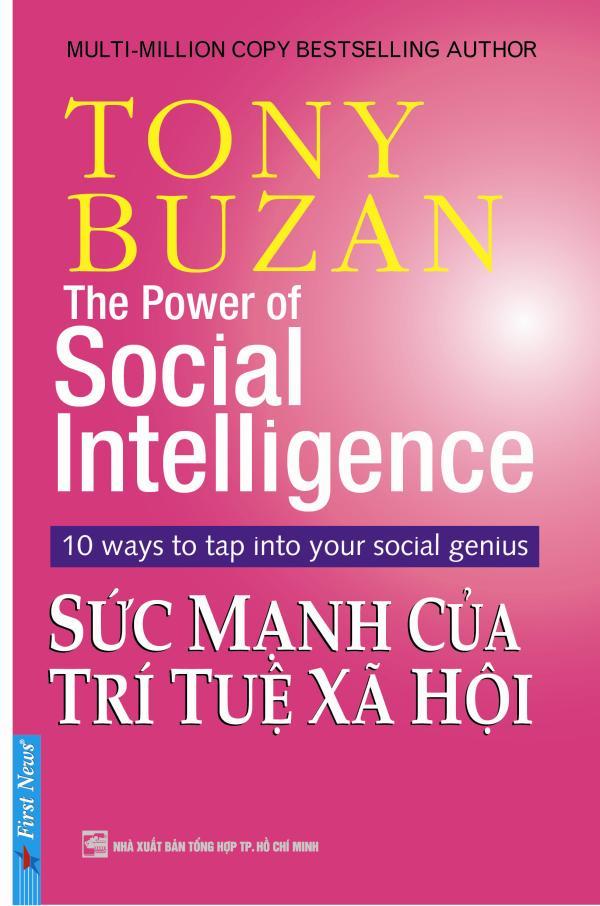 MULTI-MILLION COPY BESTSELLING AUTHOR
TONY
BUZAN
The Power of
Social
Intelligence
10 ways to tap into your social genius
SỨC MẠNH CỦA
TRÍ TUỆ XÃ HỘI
First News®
NHÀ XUẤT BẢN TỔNG HỢP TP. HỒ CHÍ MINH